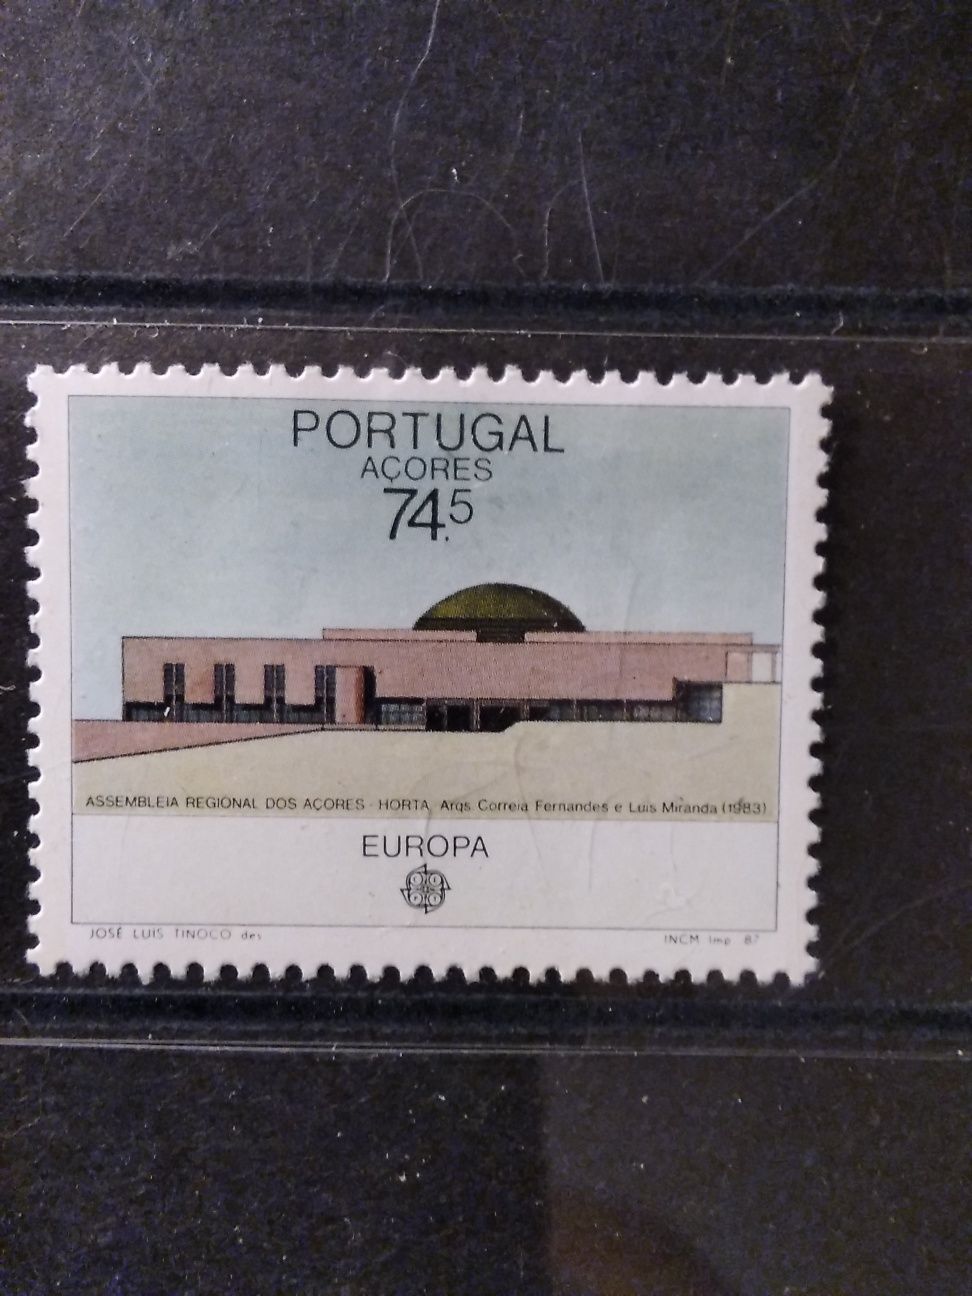 PORTUGAL
AÇORES
74.5
ASSEMBLEIA REGIONAL DOS AÇORES - HORTA, Arqs. Correia Fernandes e Luis Miranda (1983)
EUROPA
JOSÉ LUÍS TINOCO des INCM Imp 87